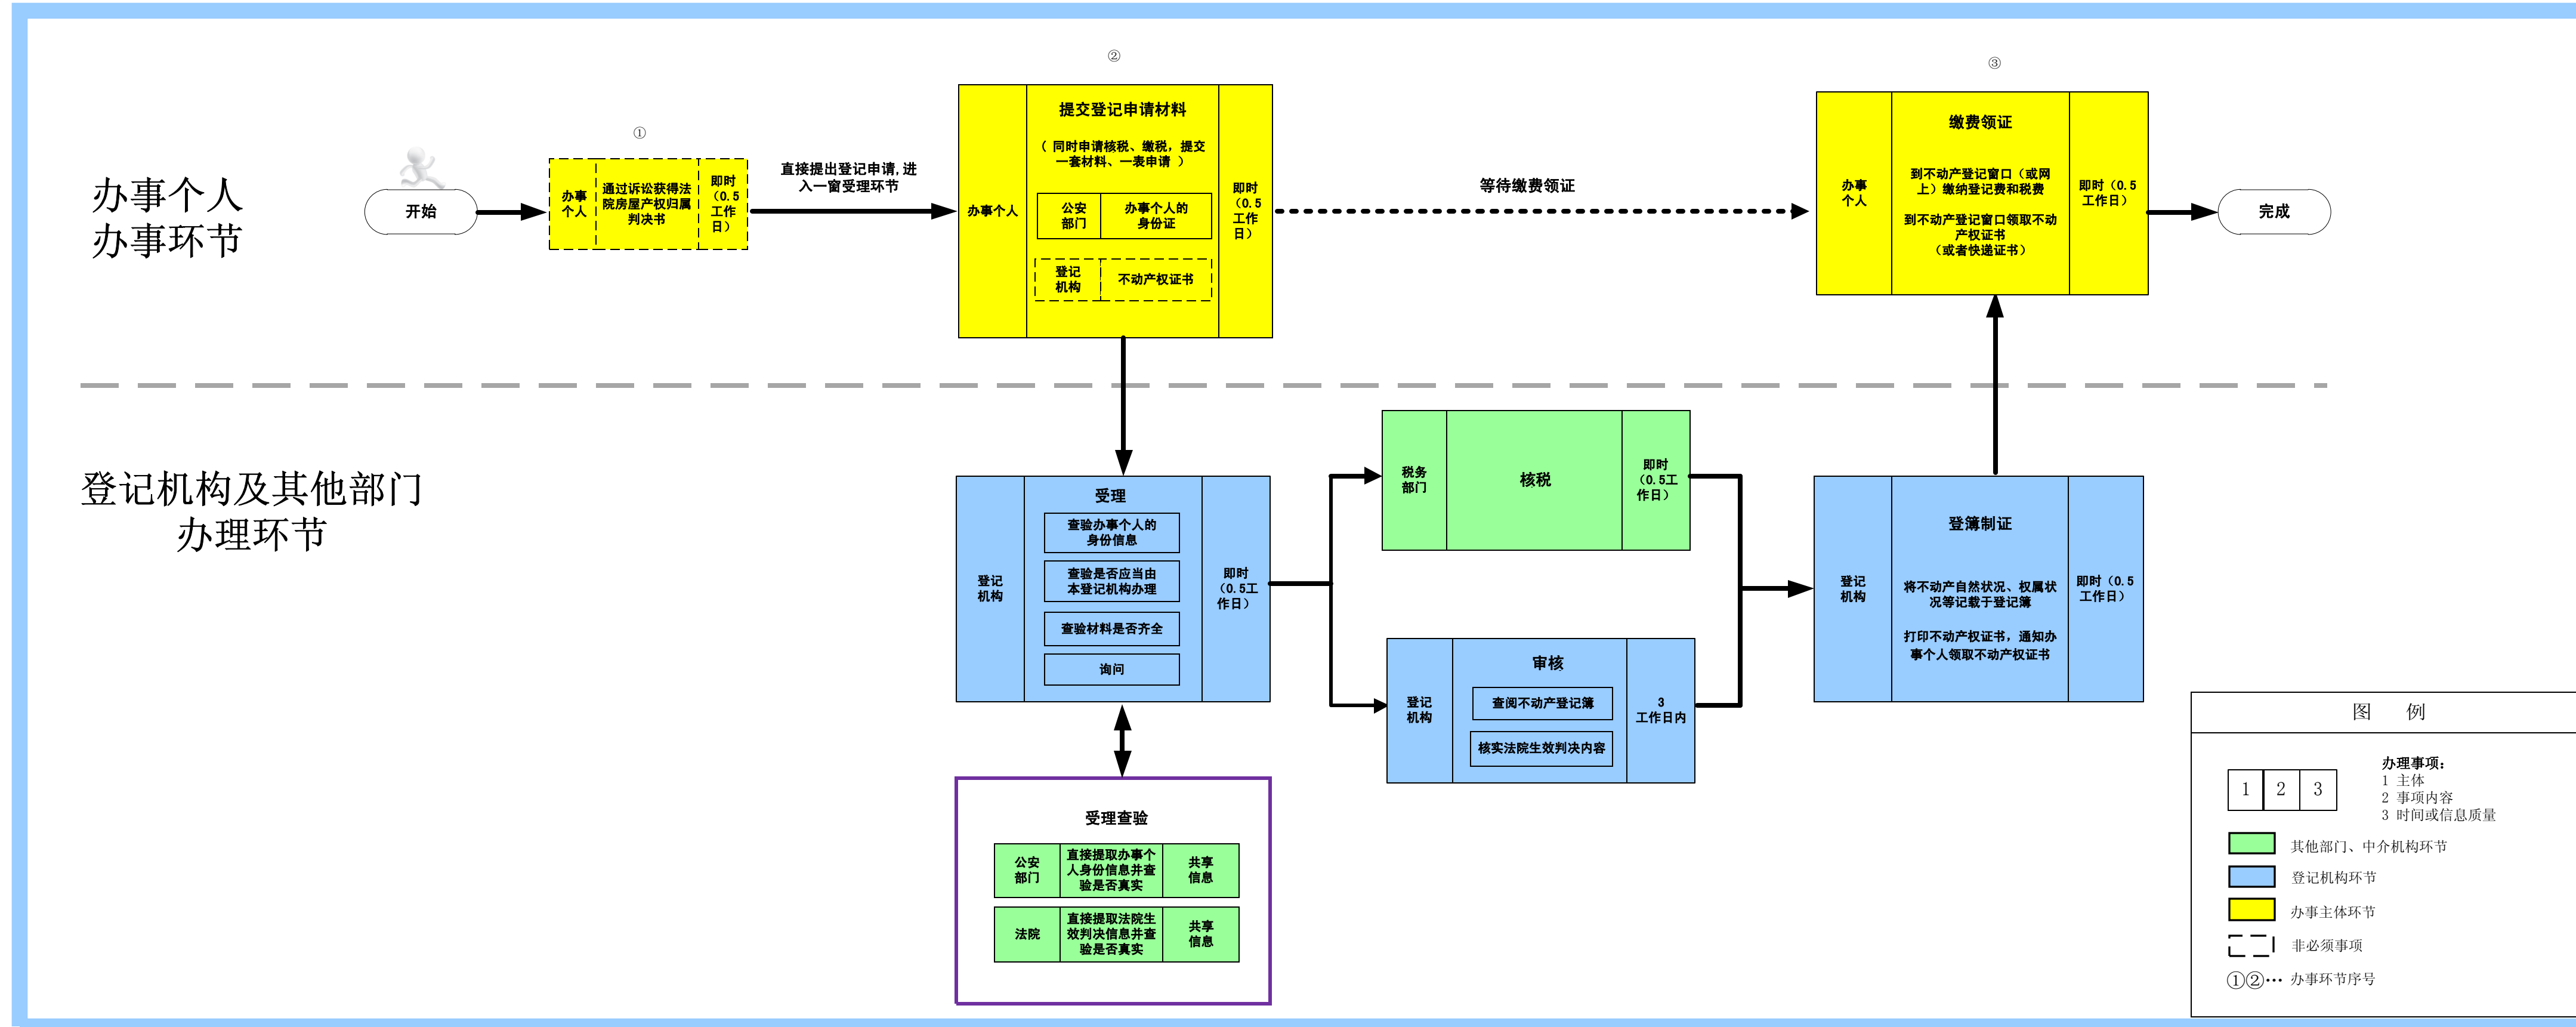 ②
③
①
办事个人
办事环节
开始
办事
个人
通过诉讼获得法
院房屋产权归属
判决书
即时
（0.5
工作
日）
直接提出登记申请,进
入一窗受理环节
办事个人
提交登记申请材料
（ 同时申请核税、缴税，提交
一套材料、一表申请 ）
公安
部门
办事个人的
身份证
登记
机构
不动产权证书
即时
（0.5
工作
日）
等待缴费领证
办事
个人
缴费领证
到不动产登记窗口（或网
上）缴纳登记费和税费
到不动产登记窗口领取不动
产权证书
（或者快递证书）
即时（0.5
工作日）
完成
登记机构及其他部门
办理环节
登记
机构
受理
查验办事个人的
身份信息
查验是否应当由
本登记机构办理
查验材料是否齐全
询问
即时
（0.5工
作日）
税务
部门
核税
即时
（0.5工
作日）
登记
机构
审核
查阅不动产登记簿
核实法院生效判决内容
3
工作日内
登记
机构
登簿制证
将不动产自然状况、权属状
况等记载于登记簿
打印不动产权证书，通知办
事个人领取不动产权证书
即时（0.5
工作日）
受理查验
公安
部门
直接提取办事个
人身份信息并查
验是否真实
共享
信息
法院
直接提取法院生
效判决信息并查
验是否真实
共享
信息
图 例
1 2 3
办理事项：
1 主体
2 事项内容
3 时间或信息质量
其他部门、中介机构环节
登记机构环节
办事主体环节
非必须事项
①②… 办事环节序号